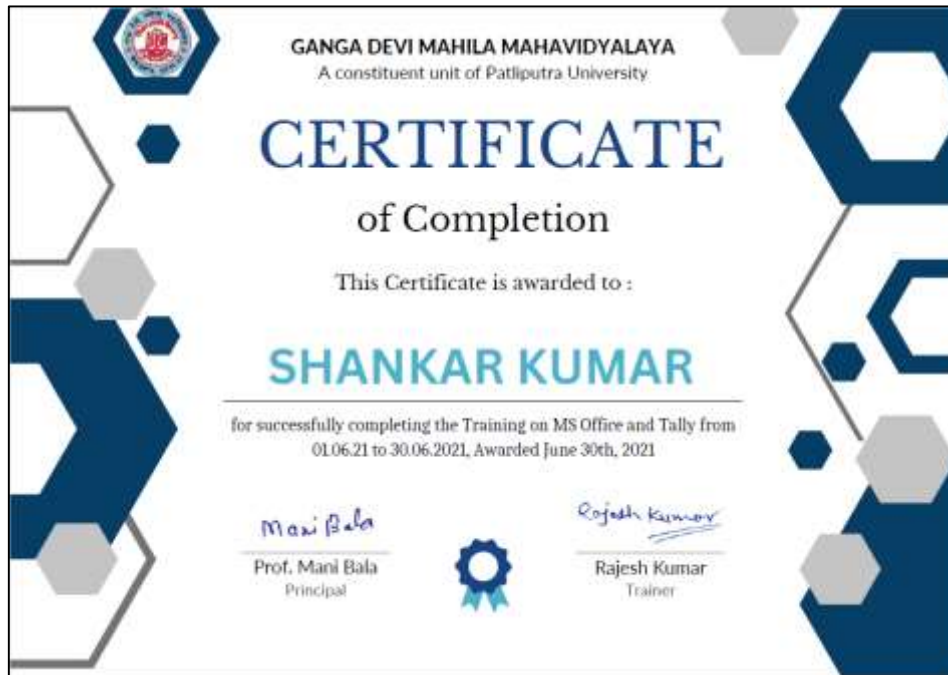 GANGA DEVI MAHILA MAHAVIDYALAYA
A constituent unit of Patliputra University
CERTIFICATE
of Completion
This Certificate is awarded to :
SHANKAR KUMAR
for successfully completing the Training on MS Office and Tally from
01.06.21 to 30.06.2021, Awarded June 30th, 2021
Mani Bala
Rajesh Kumar
Prof. Mani Bala
Rajesh Kumar
Principal
Trainer